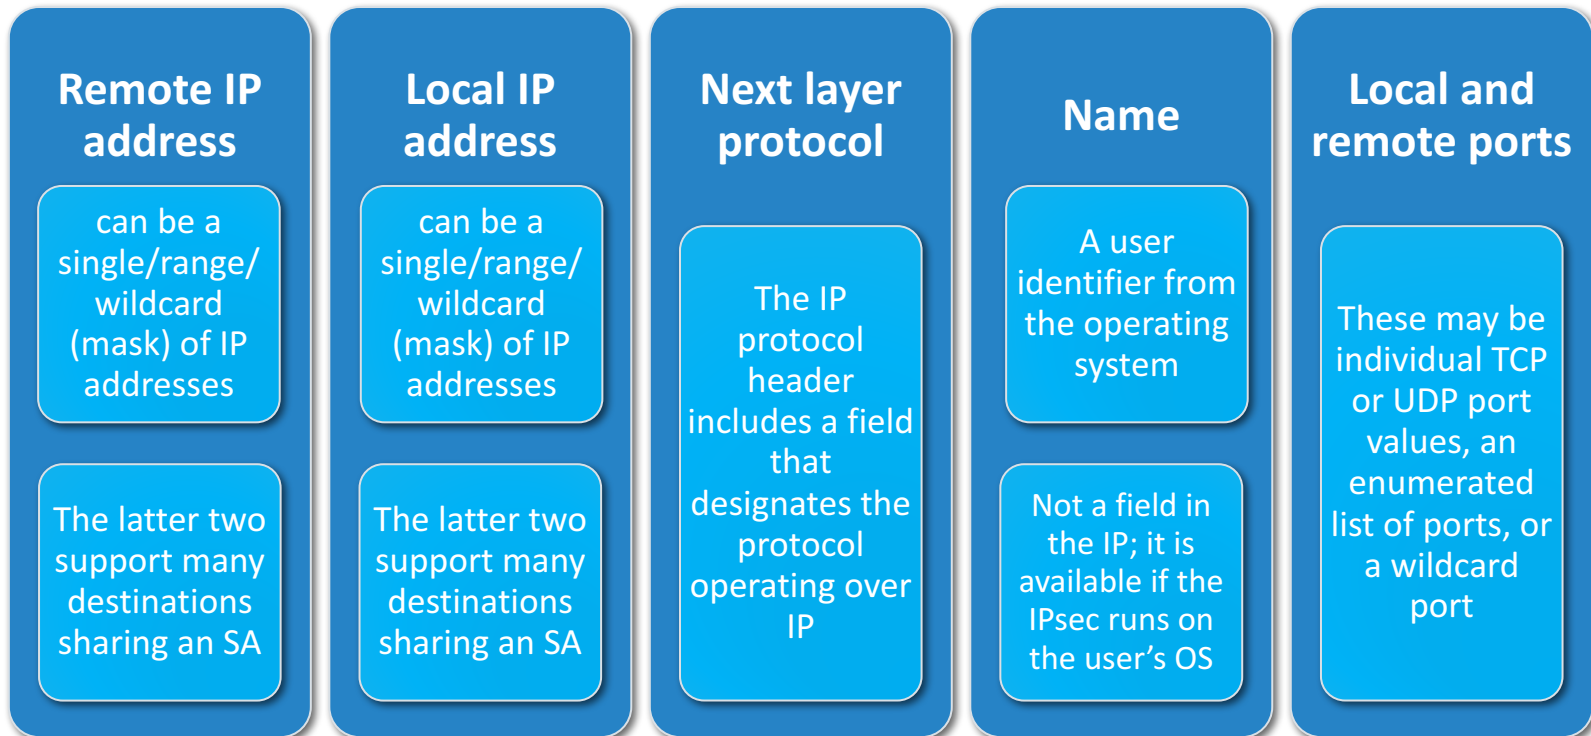 Remote IP
address
can be a
single/range/
wildcard
(mask) of IP
addresses
The latter two
support many
destinations
sharing an SA
Local IP
address
can be a
single/range/
wildcard
(mask) of IP
addresses
The latter two
support many
destinations
sharing an SA
Next layer
protocol
The IP
protocol
header
includes a field
that
designates the
protocol
operating over
IP
Name
A user
identifier from
the operating
system
Not a field in
the IP; it is
available if the
IPsec runs on
the user’s OS
Local and
remote ports
These may be
individual TCP
or UDP port
values, an
enumerated
list of ports, or
a wildcard
port